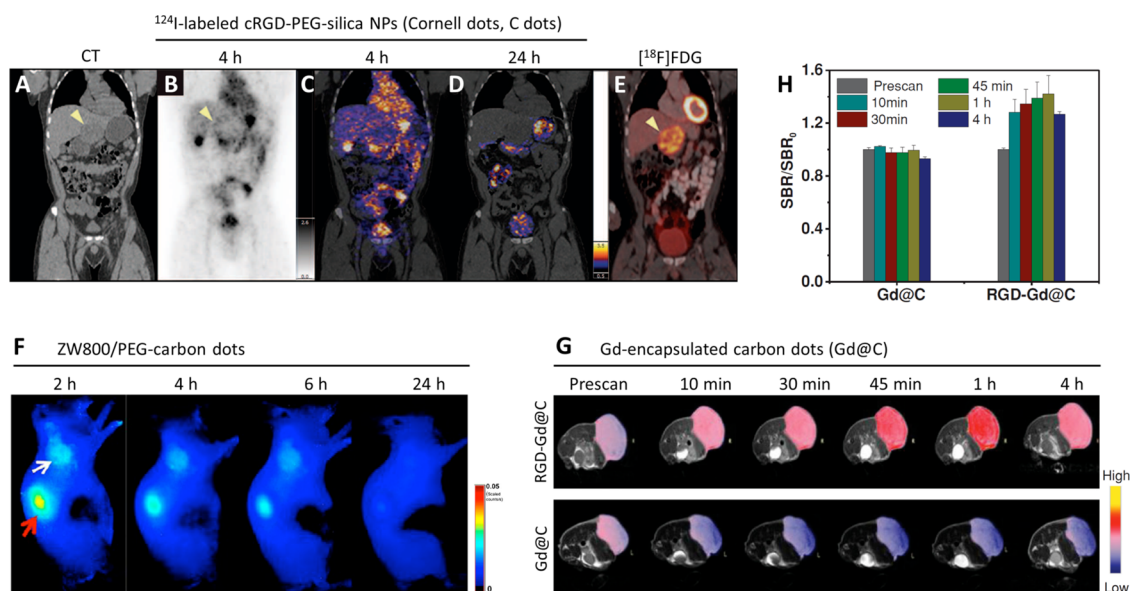 ¹²⁴I-labeled cRGD-PEG-silica NPs (Cornell dots, C dots)
CT 4 h 4 h 24 h [¹⁸F]FDG
A B C D E
H
SBR/SBR₀
1.6
1.2
0.8
0.4
0.0
Prescan 45 min
10min 1 h
30min 4 h
Gd@C RGD-Gd@C
F ZW800/PEG-carbon dots
2 h 4 h 6 h 24 h
0.05
0
G Gd-encapsulated carbon dots (Gd@C)
Prescan 10 min 30 min 45 min 1 h 4 h
RGD-Gd@C
Gd@C
High
Low